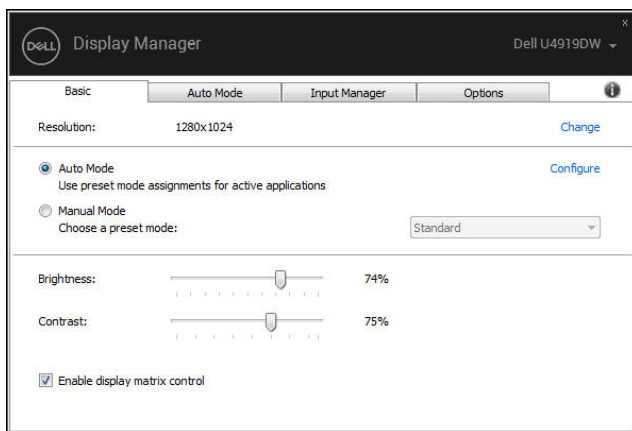 DELL Display Manager Dell U4919DW
x
Basic Auto Mode Input Manager Options i
Resolution: 1280x1024 Change
Auto Mode Configure
Use preset mode assignments for active applications
Manual Mode
Choose a preset mode: Standard
Brightness: 74%
Contrast: 75%
Enable display matrix control